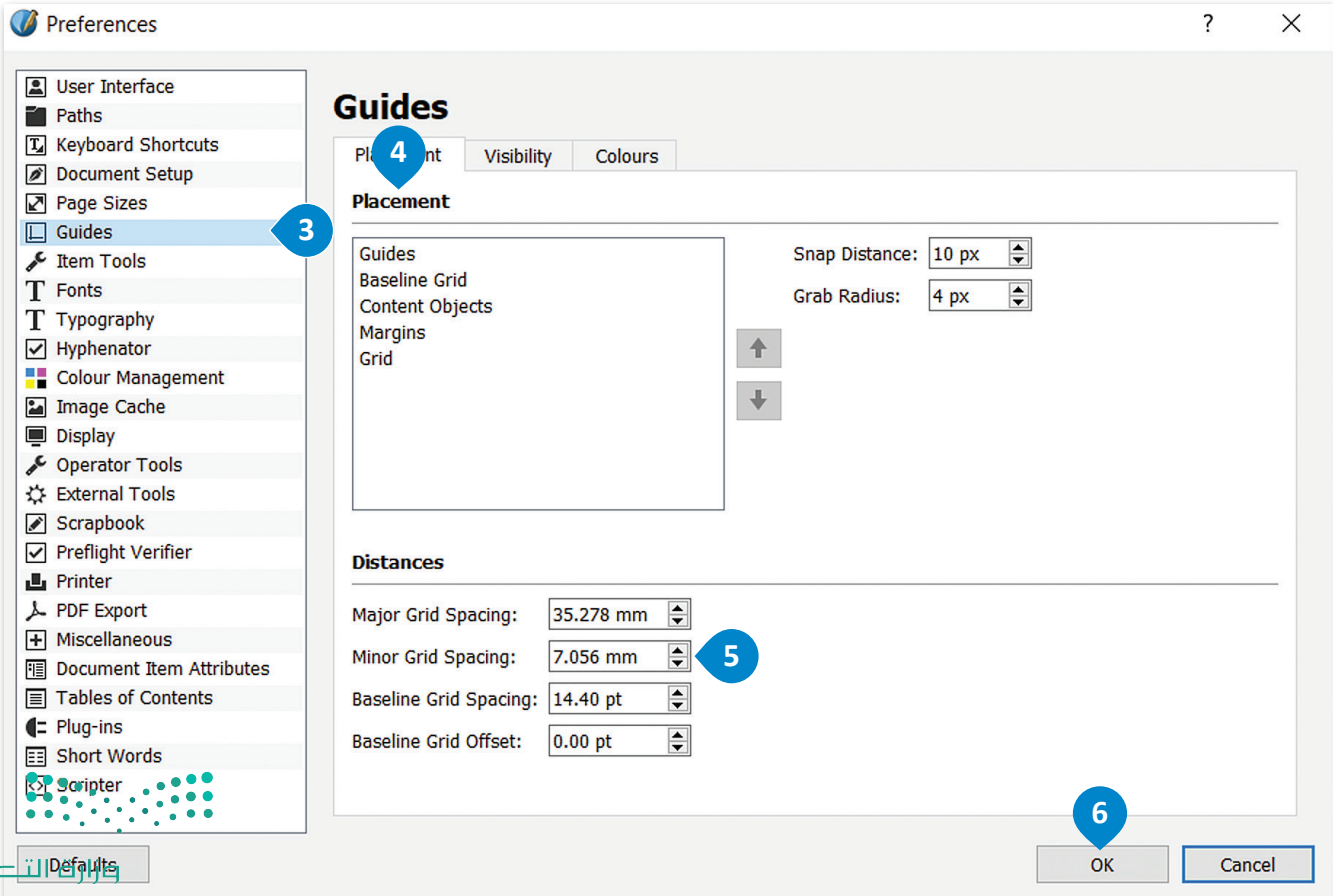 Preferences
?
User Interface
Paths
Keyboard Shortcuts
Document Setup
Page Sizes
Guides
3
Item Tools
Fonts
Typography
Hyphenator
Colour Management
Image Cache
Display
Operator Tools
External Tools
Scrapbook
Preflight Verifier
Printer
PDF Export
Miscellaneous
Document Item Attributes
Tables of Contents
Plug-ins
Short Words
Scripter
Defaults
وزارة التـ
Guides
4
Visibility
Colours
Placement
Guides
Baseline Grid
Content Objects
Margins
Grid
Snap Distance: 10 px
Grab Radius: 4 px
Distances
Major Grid Spacing: 35.278 mm
Minor Grid Spacing: 7.056 mm
5
Baseline Grid Spacing: 14.40 pt
Baseline Grid Offset: 0.00 pt
6
OK
Cancel